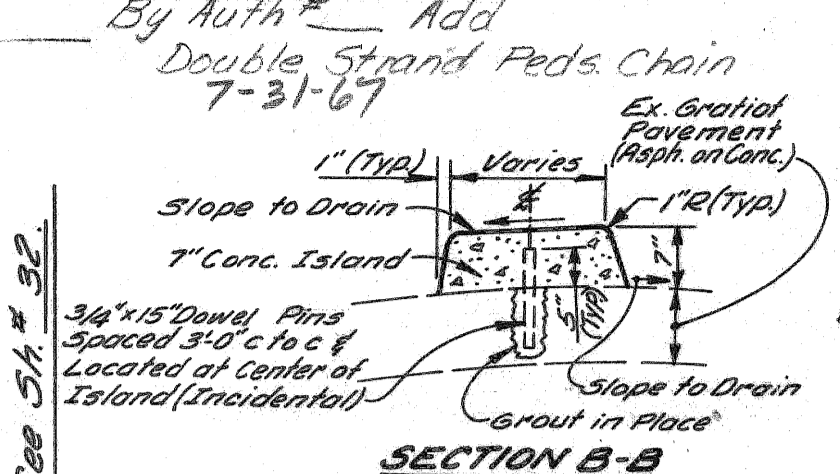 By Auth # ___ Add
Double Strand Peds. Chain
7-31-67
Ex. Gratiot
Pavement
(Asph. on Conc.)
1" (Typ.)
Varies
℄
Slope to Drain
1"R (Typ.)
7" Conc. Island
7"
3/4"x15" Dowel Pins
Spaced 3'-0" c to c &
Located at Center of
Island (Incidental)
5"
(Typ)
Slope to Drain
Grout in Place
SECTION B-B
See Sh. # 32.